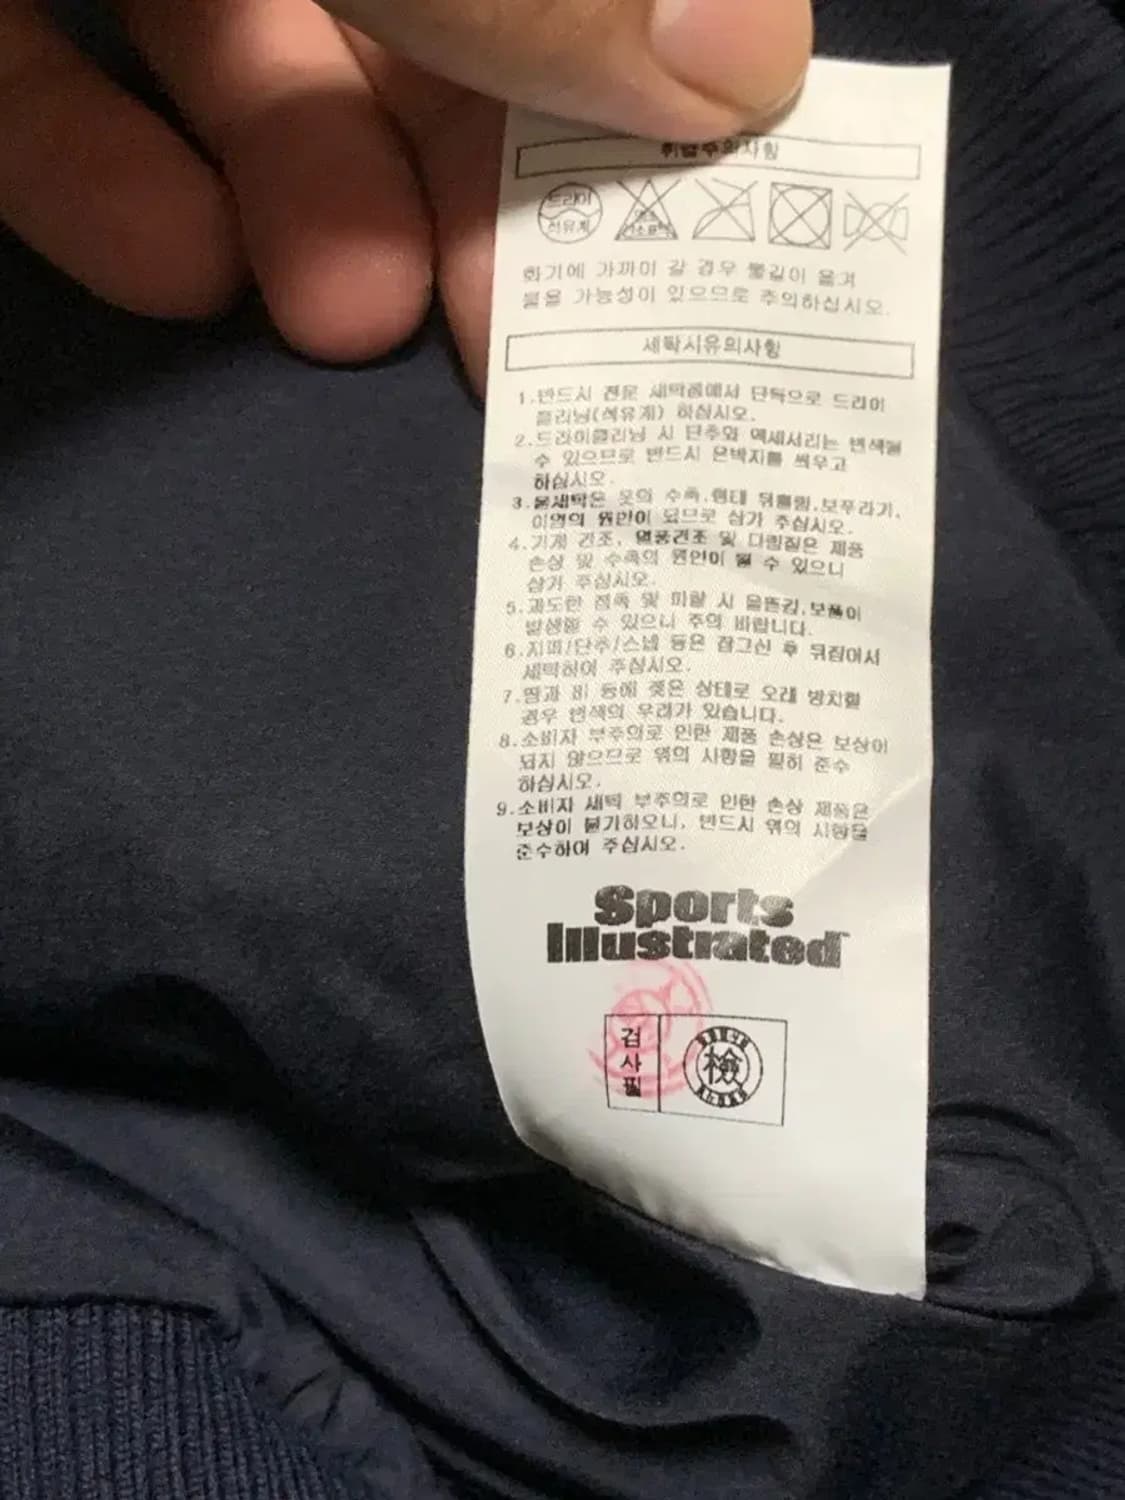 취급주의사항
드라이
석유계
염소
산소표백
화기에 가까이 갈 경우 불길이 옮겨
붙을 가능성이 있으므로 주의하십시오.
세탁시유의사항
1.반드시 전문 세탁점에서 단독으로 드라이
클리닝(석유계) 하십시오.
2.드라이클리닝 시 단추와 액세서리는 변색될
수 있으므로 반드시 은박지를 씌우고
하십시오.
3.물세탁은 옷의 수축,형태 뒤틀림,보푸라기,
이염의 원인이 되므로 삼가 주십시오.
4.기계 건조, 열풍건조 및 다림질은 제품
손상 및 수축의 원인이 될 수 있으니
삼가 주십시오.
5.과도한 접촉 및 마찰 시 올뜯김,보풀이
발생할 수 있으니 주의 바랍니다.
6.지퍼/단추/스냅 등은 잠그신 후 뒤집어서
세탁하여 주십시오.
7.땀과 비 등에 젖은 상태로 오래 방치할
경우 변색의 우려가 있습니다.
8.소비자 부주의로 인한 제품 손상은 보상이
되지 않으므로 위의 사항을 필히 준수
하십시오.
9.소비자 세탁 부주의로 인한 손상 제품은
보상이 불가하오니, 반드시 위의 사항을
준수하여 주십시오.
Sports
Illustrated
검사필
檢